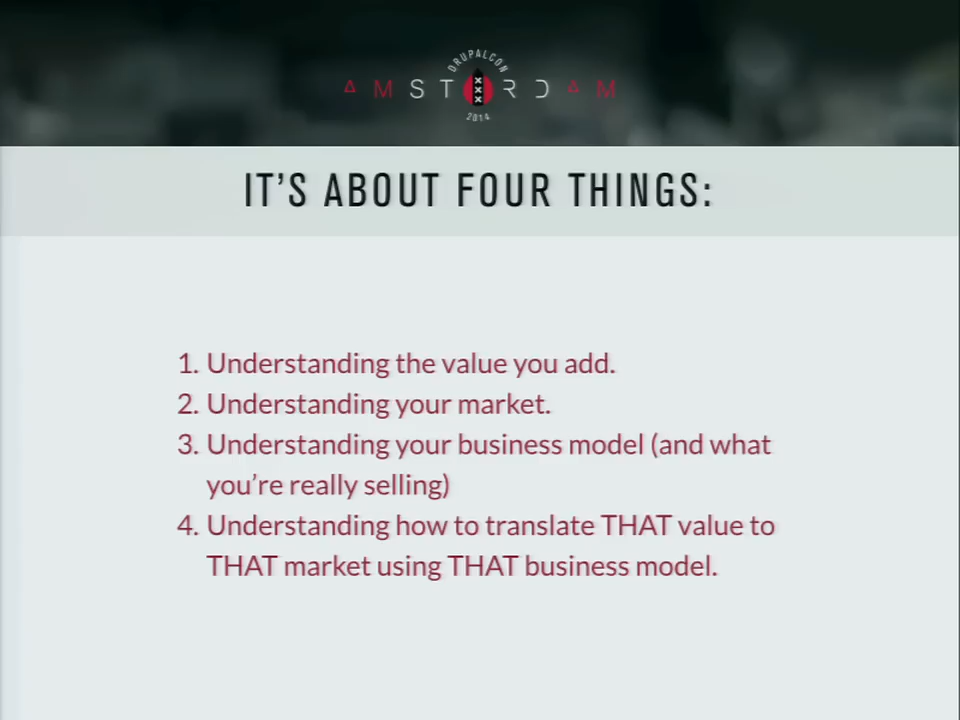 DRUPALCON
AMSTERDAM
2014
IT'S ABOUT FOUR THINGS:
1. Understanding the value you add.
2. Understanding your market.
3. Understanding your business model (and what
you're really selling)
4. Understanding how to translate THAT value to
THAT market using THAT business model.